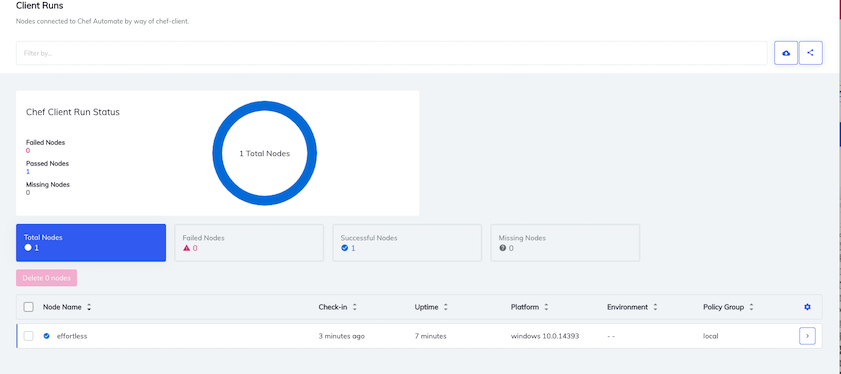 Client Runs
Nodes connected to Chef Automate by way of chef-client.
Filter by...
Chef Client Run Status
Failed Nodes
0
Passed Nodes
1
Missing Nodes
0
1 Total Nodes
Total Nodes
1
Failed Nodes
0
Successful Nodes
1
Missing Nodes
0
Delete 0 nodes
Node Name Check-in Uptime Platform Environment Policy Group
effortless 3 minutes ago 7 minutes windows 10.0.14393 - - local